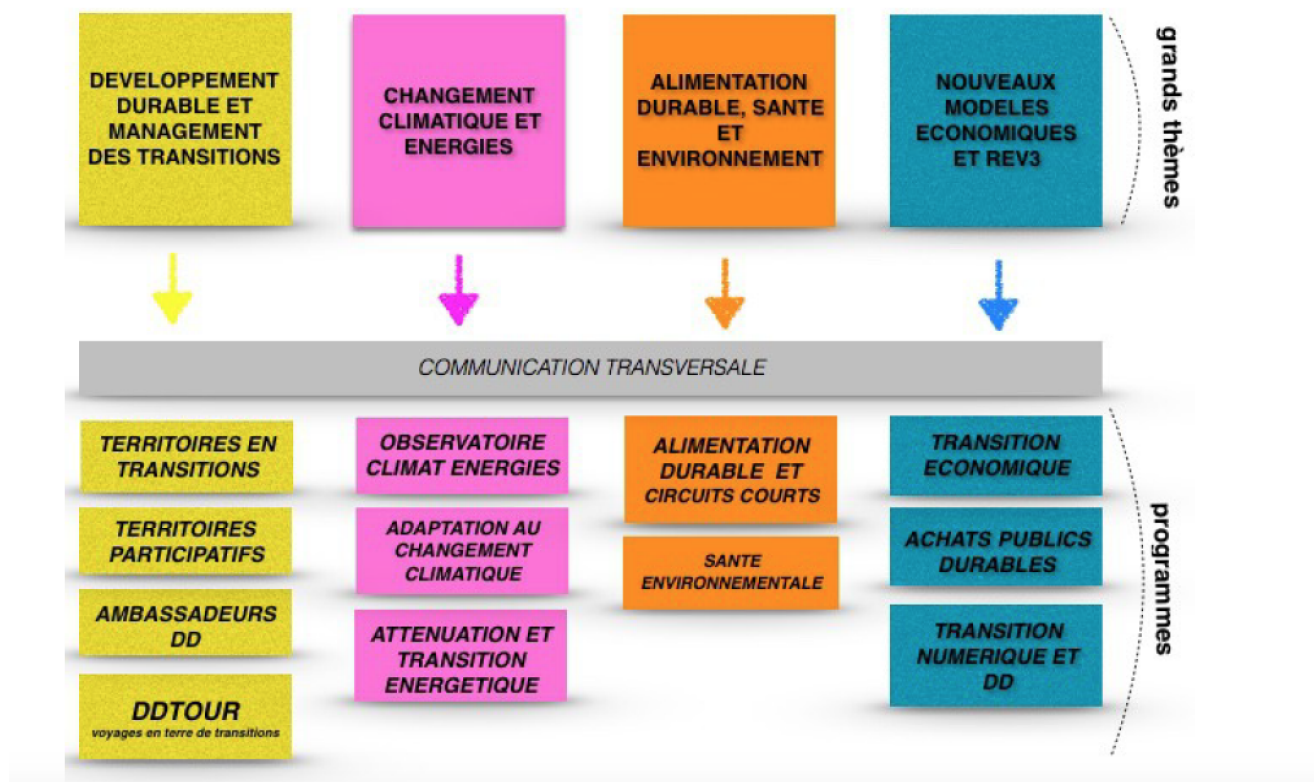 DEVELOPPEMENT
DURABLE ET
MANAGEMENT
DES TRANSITIONS
CHANGEMENT
CLIMATIQUE ET
ENERGIES
ALIMENTATION
DURABLE, SANTE
ET
ENVIRONNEMENT
NOUVEAUX
MODELES
ECONOMIQUES
ET REV3
grands thèmes
COMMUNICATION TRANSVERSALE
TERRITOIRES EN
TRANSITIONS
TERRITOIRES
PARTICIPATIFS
AMBASSADEURS
DD
DDTOUR
voyages en terre de transitions
OBSERVATOIRE
CLIMAT ENERGIES
ADAPTATION AU
CHANGEMENT
CLIMATIQUE
ATTENUATION ET
TRANSITION
ENERGETIQUE
ALIMENTATION
DURABLE ET
CIRCUITS COURTS
SANTE
ENVIRONNEMENTALE
TRANSITION
ECONOMIQUE
ACHATS PUBLICS
DURABLES
TRANSITION
NUMERIQUE ET
DD
programmes